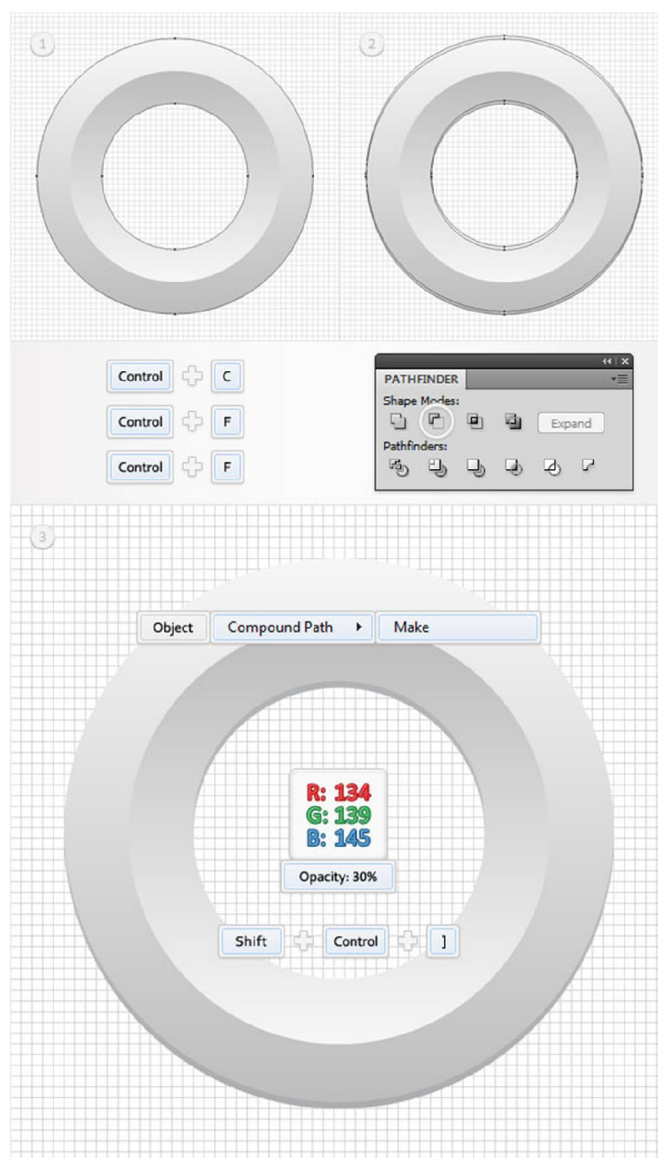 1
2
Control + C
Control + F
Control + F
PATHFINDER
Shape Modes:
Expand
Pathfinders:
3
Object Compound Path Make
R: 134
G: 139
B: 145
Opacity: 30%
Shift + Control + ]